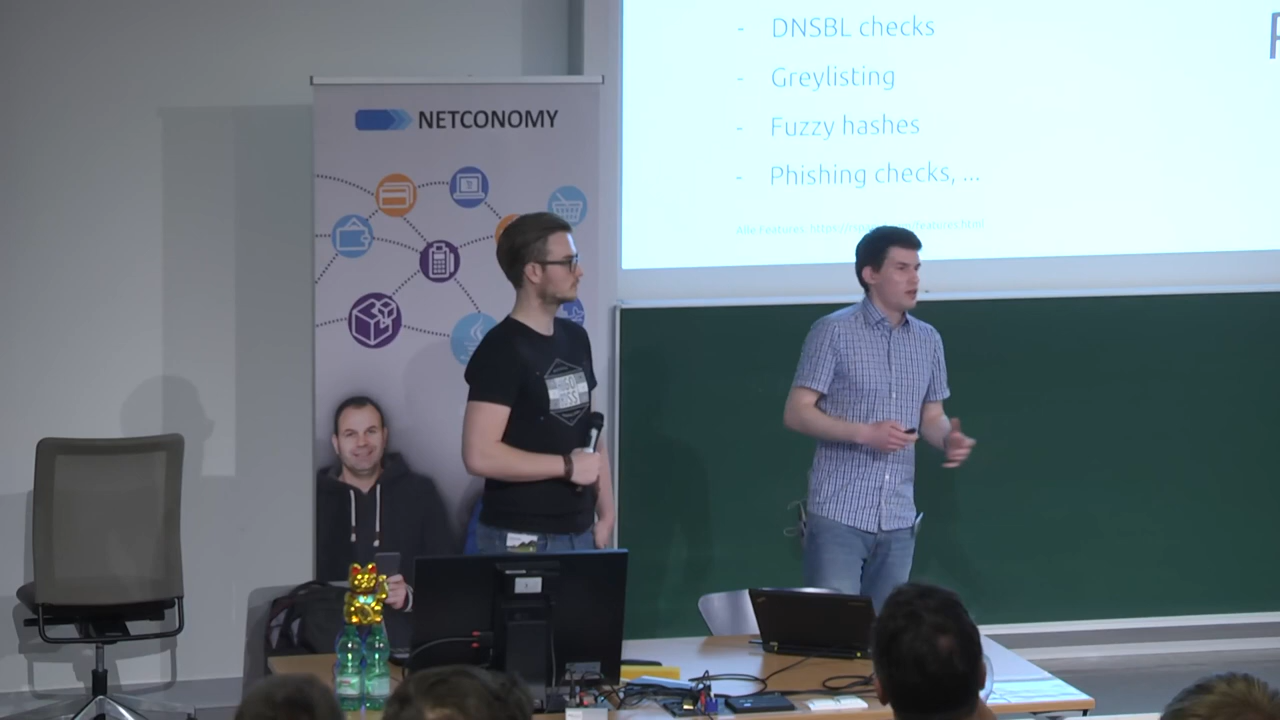 - DNSBL checks
- Greylisting
- Fuzzy hashes
- Phishing checks, ...
NETCONOMY